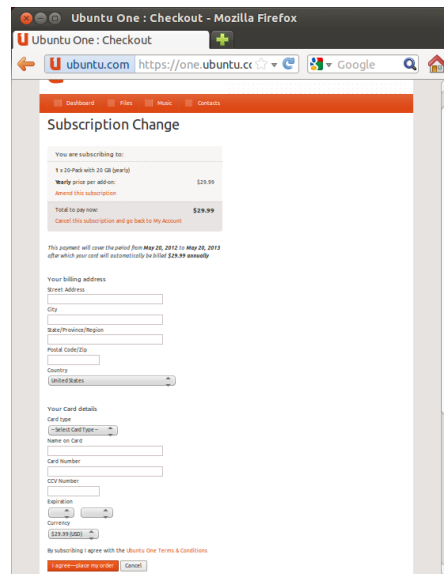 Ubuntu One : Checkout - Mozilla Firefox
Ubuntu One : Checkout
ubuntu.com https://one.ubuntu.cc Google
Dashboard Files Music Contacts
Subscription Change
You are subscribing to:
1 x 20-Pack with 20 GB (yearly)
Yearly price per add-on: $29.99
Amend this subscription
Total to pay now: $29.99
Cancel this subscription and go back to My Account
This payment will cover the period from May 20, 2012 to May 20, 2013
after which your card will automatically be billed $29.99 annually
Your billing address
Street Address
City
State/Province/Region
Postal Code/Zip
Country
United States
Your Card details
Card type
--Select Card Type--
Name on Card
Card Number
CCV Number
Expiration
Currency
$29.99 (USD)
By subscribing I agree with the Ubuntu One Terms & Conditions
I agree—place my order Cancel